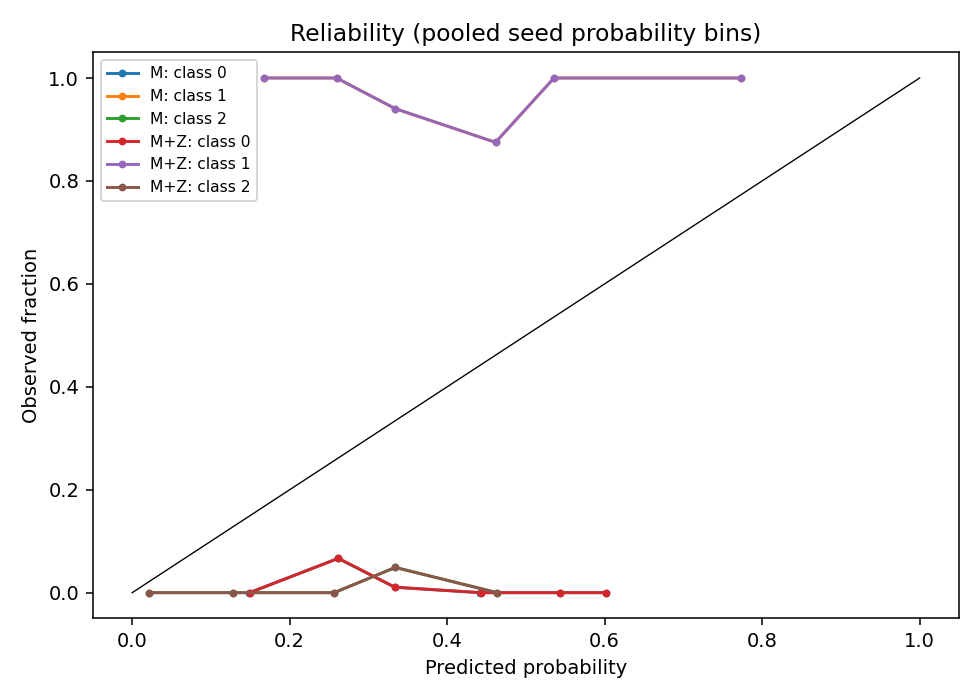 Reliability (pooled seed probability bins)
M: class 0
M: class 1
M: class 2
M+Z: class 0
M+Z: class 1
M+Z: class 2
1.0
0.8
0.6
0.4
0.2
0.0
Observed fraction
0.0 0.2 0.4 0.6 0.8 1.0
Predicted probability